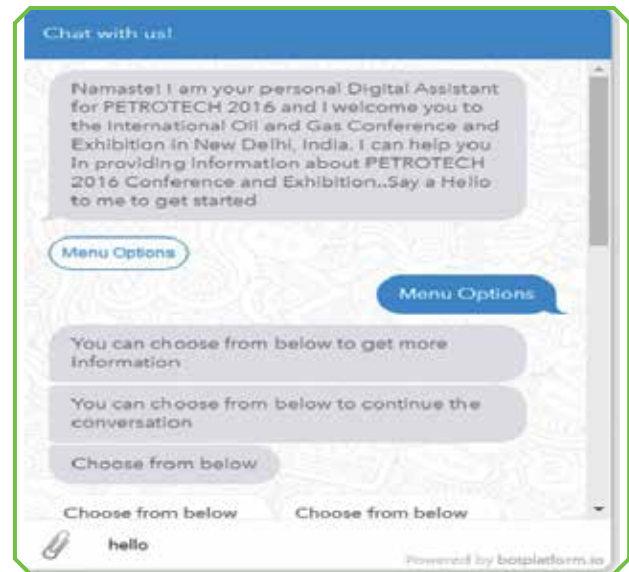 Chat with us!
Namaste! I am your personal Digital Assistant
for PETROTECH 2016 and I welcome you to
the International Oil and Gas Conference and
Exhibition in New Delhi, India. I can help you
In providing information about PETROTECH
2016 Conference and Exhibition..Say a Hello
to me to get started
Menu Options
Menu Options
You can choose from below to get more
Information
You can choose from below to continue the
conversation
Choose from below
Choose from below Choose from below
hello
Powered by botplatform.io